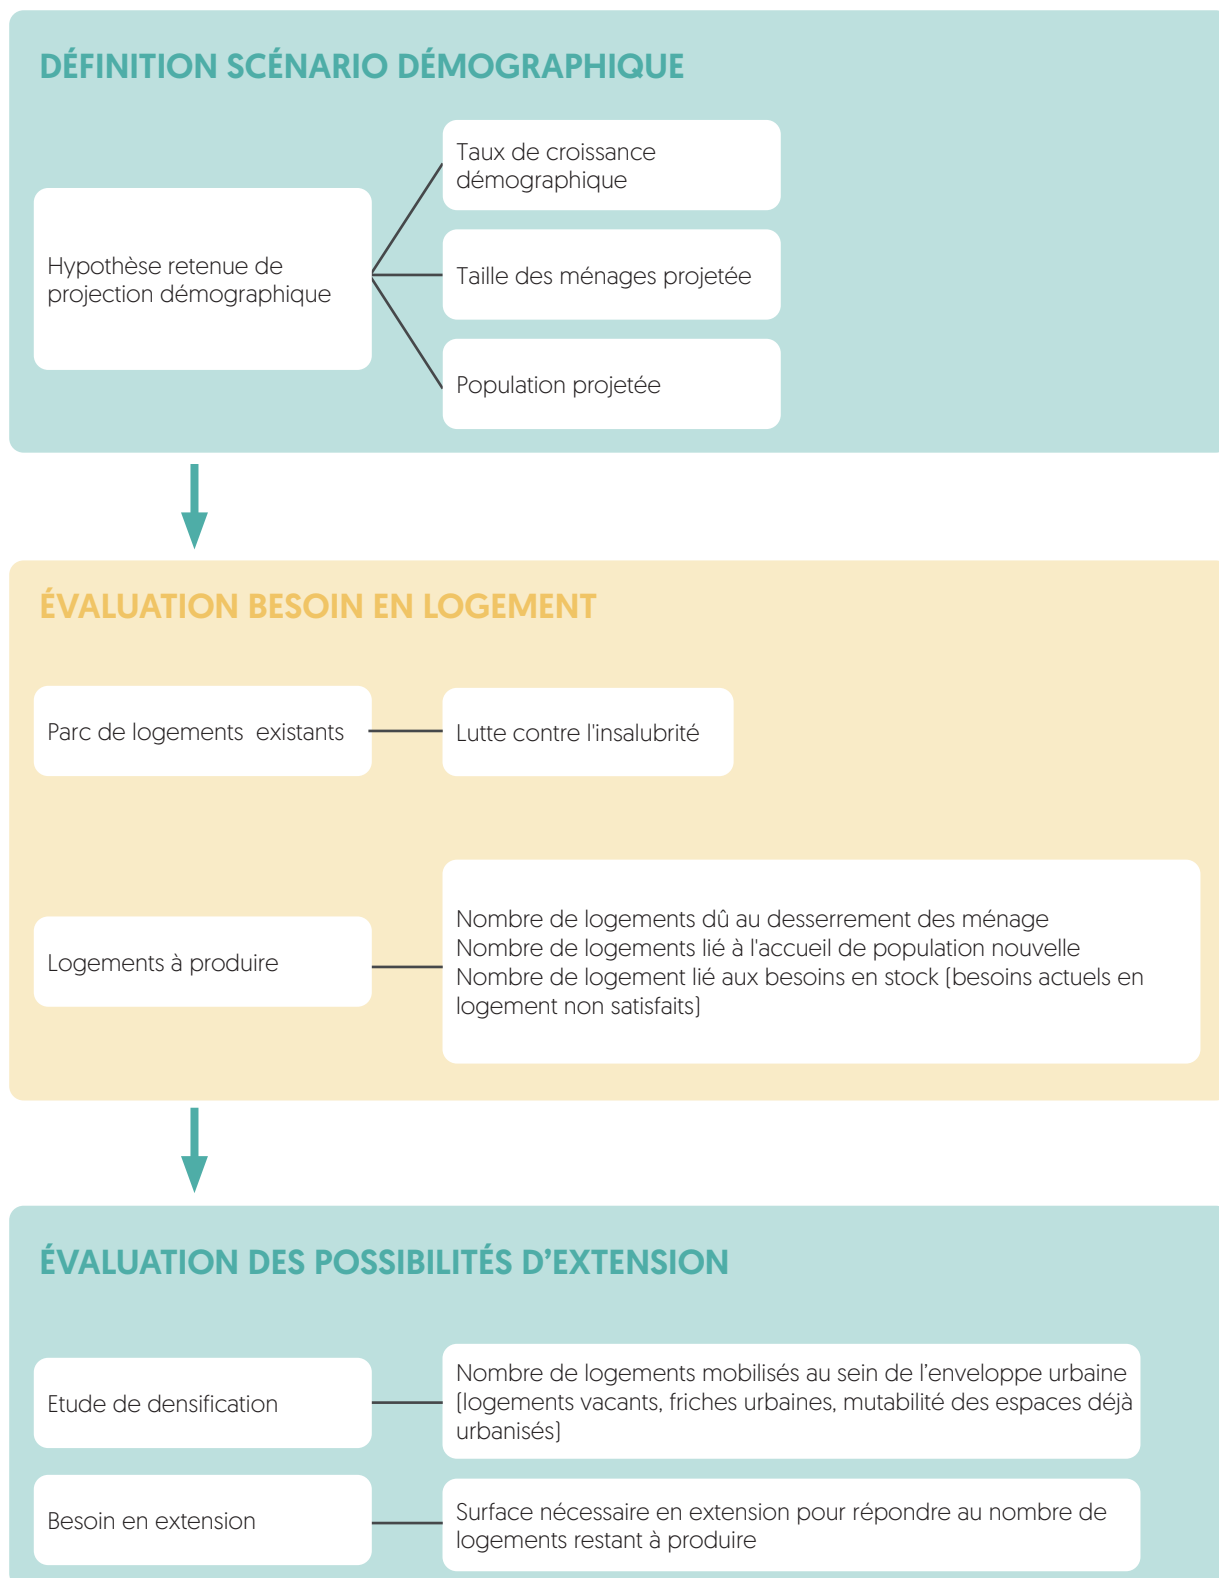 DÉFINITION SCÉNARIO DÉMOGRAPHIQUE
Hypothèse retenue de
projection démographique
Taux de croissance
démographique
Taille des ménages projetée
Population projetée
ÉVALUATION BESOIN EN LOGEMENT
Parc de logements  existants
Lutte contre l'insalubrité
Logements à produire
Nombre de logements dû au desserrement des ménage
Nombre de logements lié à l'accueil de population nouvelle
Nombre de logement lié aux besoins en stock (besoins actuels en
logement non satisfaits)
ÉVALUATION DES POSSIBILITÉS D’EXTENSION
Etude de densification
Nombre de logements mobilisés au sein de l’enveloppe urbaine
(logements vacants, friches urbaines, mutabilité des espaces déjà
urbanisés)
Besoin en extension
Surface nécessaire en extension pour répondre au nombre de
logements restant à produire